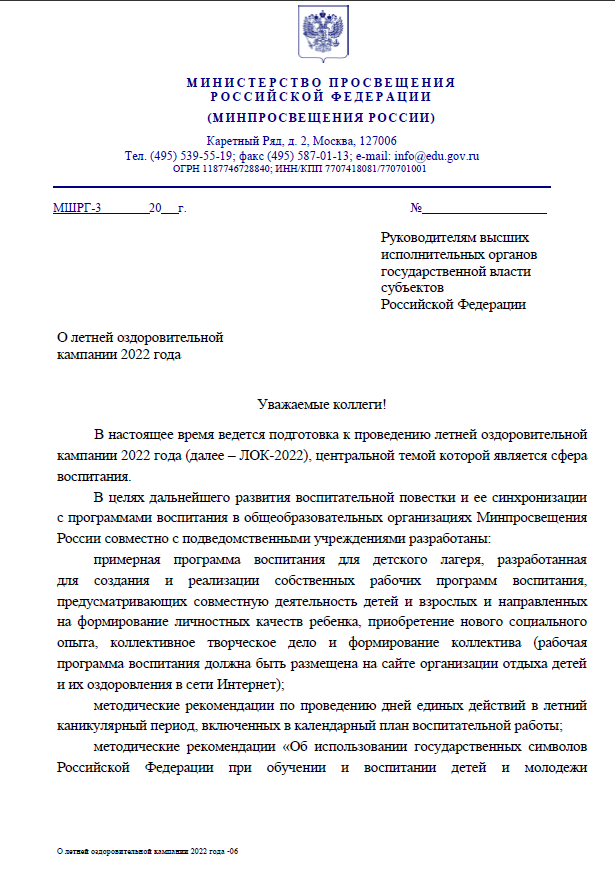 МИНИСТЕРСТВО ПРОСВЕЩЕНИЯ
РОССИЙСКОЙ ФЕДЕРАЦИИ
(МИНПРОСВЕЩЕНИЯ РОССИИ)
Каретный Ряд, д. 2, Москва, 127006
Тел. (495) 539-55-19; факс (495) 587-01-13; e-mail: info@edu.gov.ru
ОГРН 1187746728840; ИНН/КПП 7707418081/770701001
МШРГ-3________20___г. №____________________
Руководителям высших
исполнительных органов
государственной власти
субъектов
Российской Федерации
О летней оздоровительной
кампании 2022 года
Уважаемые коллеги!
В настоящее время ведется подготовка к проведению летней оздоровительной
кампании 2022 года (далее – ЛОК-2022), центральной темой которой является сфера
воспитания.
В целях дальнейшего развития воспитательной повестки и ее синхронизации
с программами воспитания в общеобразовательных организациях Минпросвещения
России совместно с подведомственными учреждениями разработаны:
примерная программа воспитания для детского лагеря, разработанная
для создания и реализации собственных рабочих программ воспитания,
предусматривающих совместную деятельность детей и взрослых и направленных
на формирование личностных качеств ребенка, приобретение нового социального
опыта, коллективное творческое дело и формирование коллектива (рабочая
программа воспитания должна быть размещена на сайте организации отдыха детей
и их оздоровления в сети Интернет);
методические рекомендации по проведению дней единых действий в летний
каникулярный период, включенных в календарный план воспитательной работы;
методические рекомендации «Об использовании государственных символов
Российской Федерации при обучении и воспитании детей и молодежи
О летней оздоровительной кампании 2022 года -06